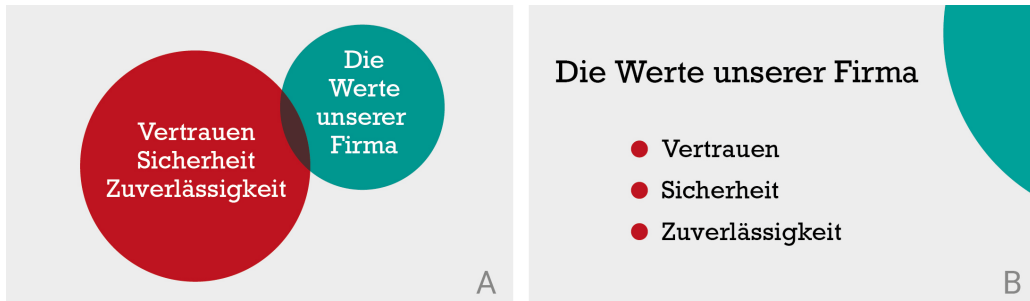 Die
Werte
unserer
Firma
Vertrauen
Sicherheit
Zuverlässigkeit
A
Die Werte unserer Firma
Vertrauen
Sicherheit
Zuverlässigkeit
B